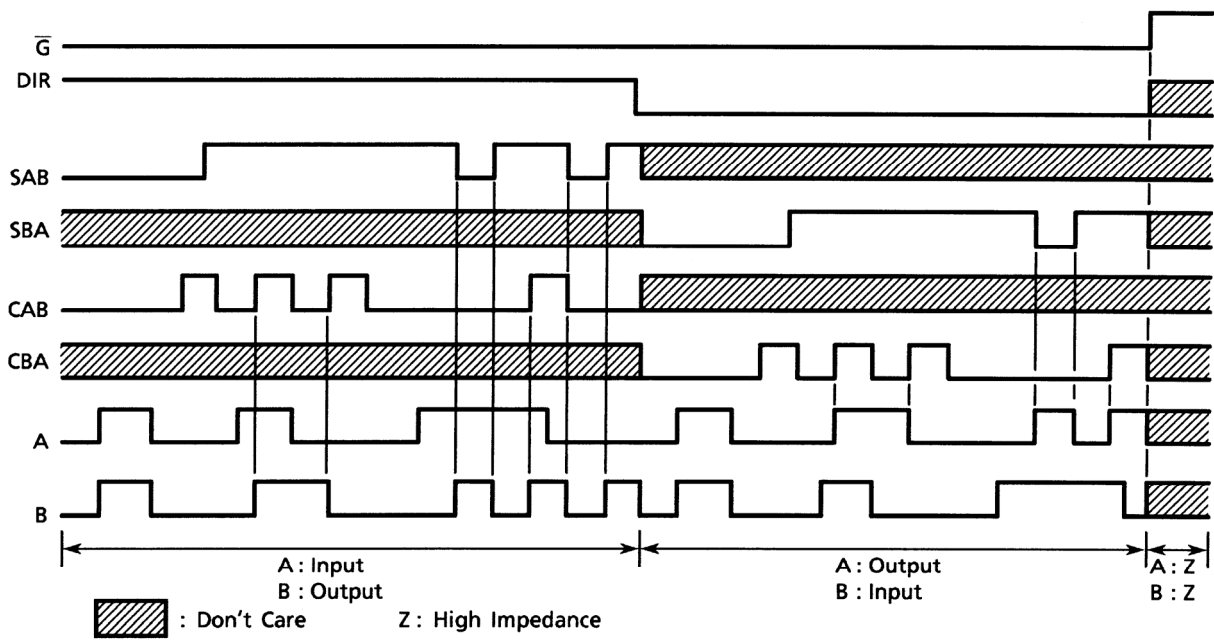 G̅
DIR
SAB
SBA
CAB
CBA
A
B
A : Input
B : Output
A : Output
B : Input
A : Z
B : Z
: Don't Care
Z : High Impedance